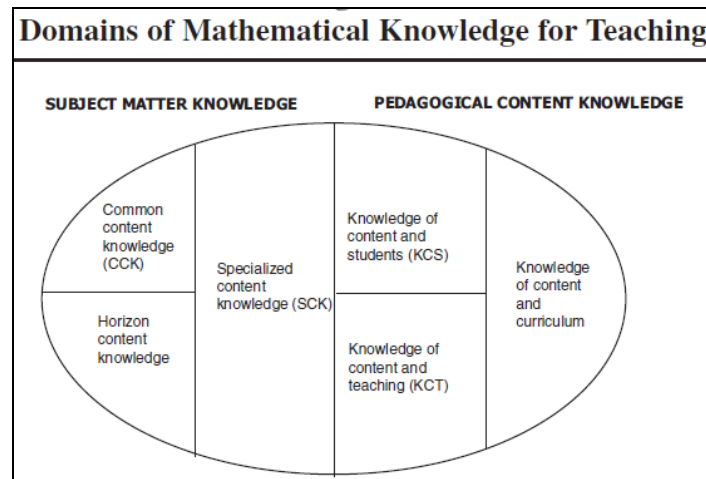 Domains of Mathematical Knowledge for Teaching
SUBJECT MATTER KNOWLEDGE
PEDAGOGICAL CONTENT KNOWLEDGE
Common
content
knowledge
(CCK)
Horizon
content
knowledge
Specialized
content
knowledge (SCK)
Knowledge of
content and
students (KCS)
Knowledge of
content and
teaching (KCT)
Knowledge
of content
and
curriculum